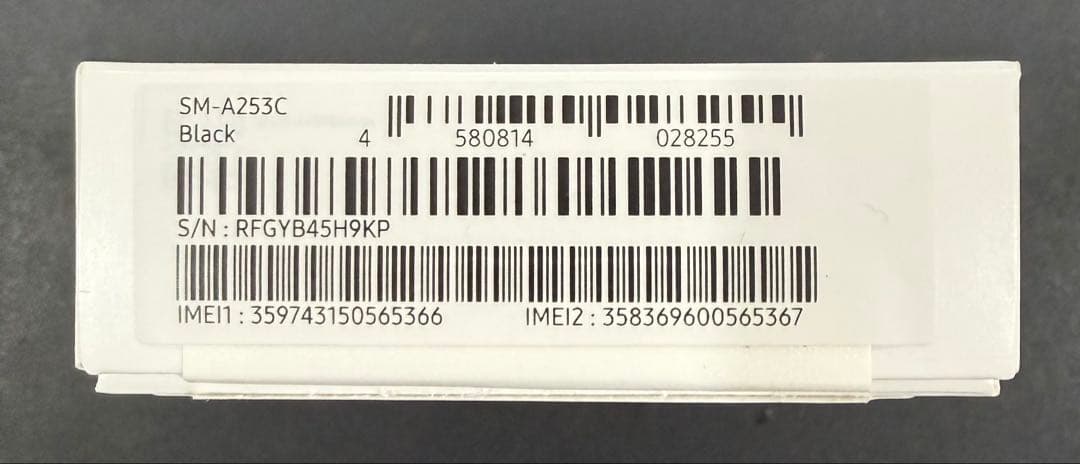 SM-A253C
Black
4 580814 028255
S/N : RFGYB45H9KP
IMEI1 : 359743150565366 IMEI2 : 358369600565367